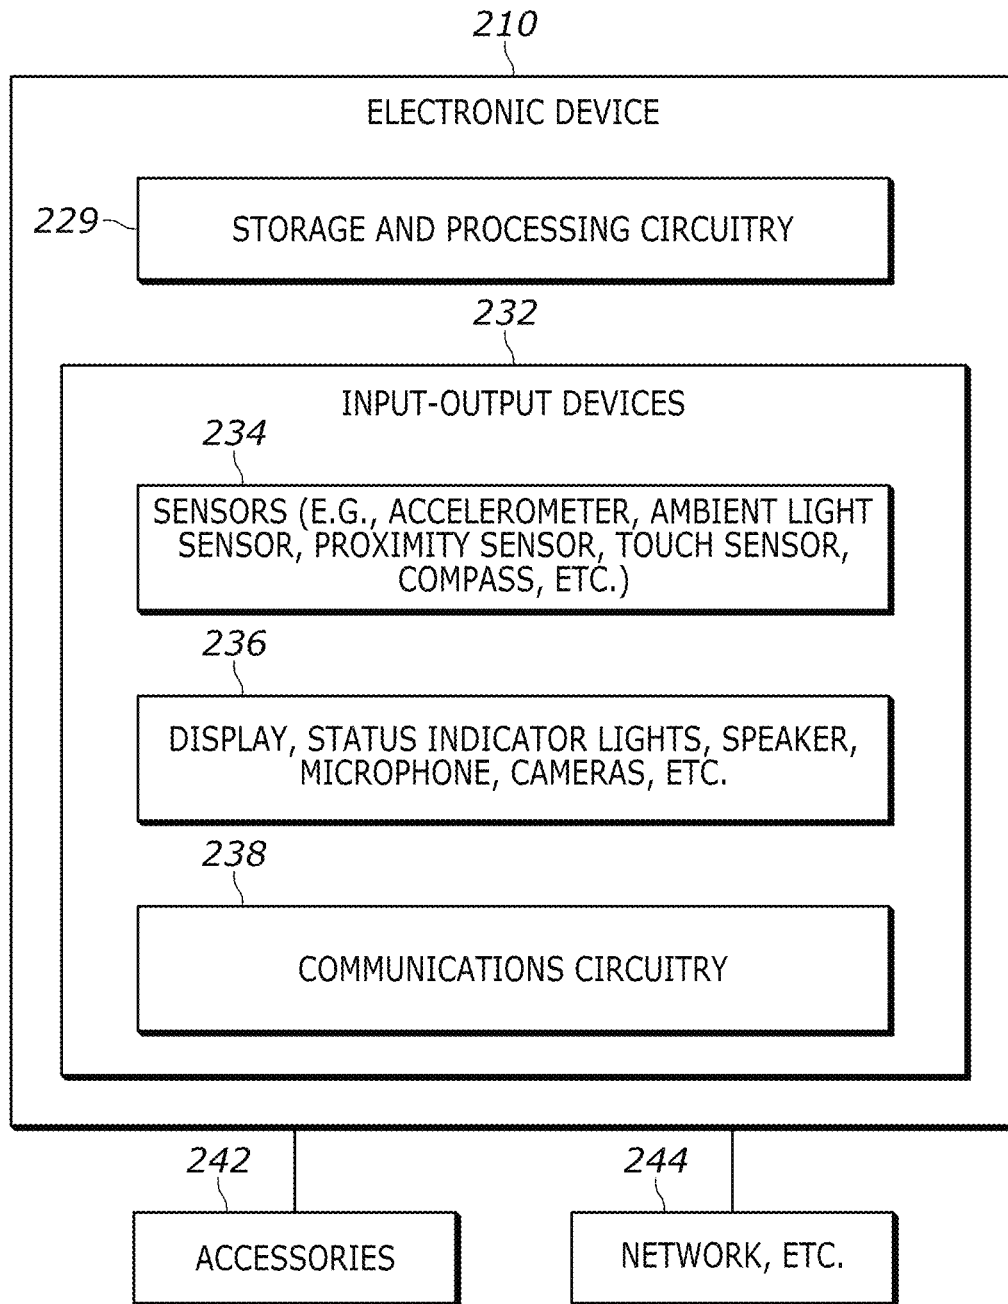 210
ELECTRONIC DEVICE
229
STORAGE AND PROCESSING CIRCUITRY
232
INPUT-OUTPUT DEVICES
234
SENSORS (E.G., ACCELEROMETER, AMBIENT LIGHT
SENSOR, PROXIMITY SENSOR, TOUCH SENSOR,
COMPASS, ETC.)
236
DISPLAY, STATUS INDICATOR LIGHTS, SPEAKER,
MICROPHONE, CAMERAS, ETC.
238
COMMUNICATIONS CIRCUITRY
242
ACCESSORIES
244
NETWORK, ETC.